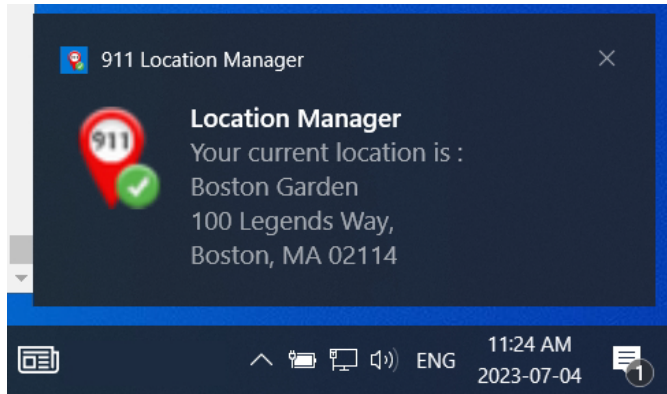 911 Location Manager
911
Location Manager
Your current location is :
Boston Garden
100 Legends Way,
Boston, MA 02114
ENG
11:24 AM
2023-07-04
1